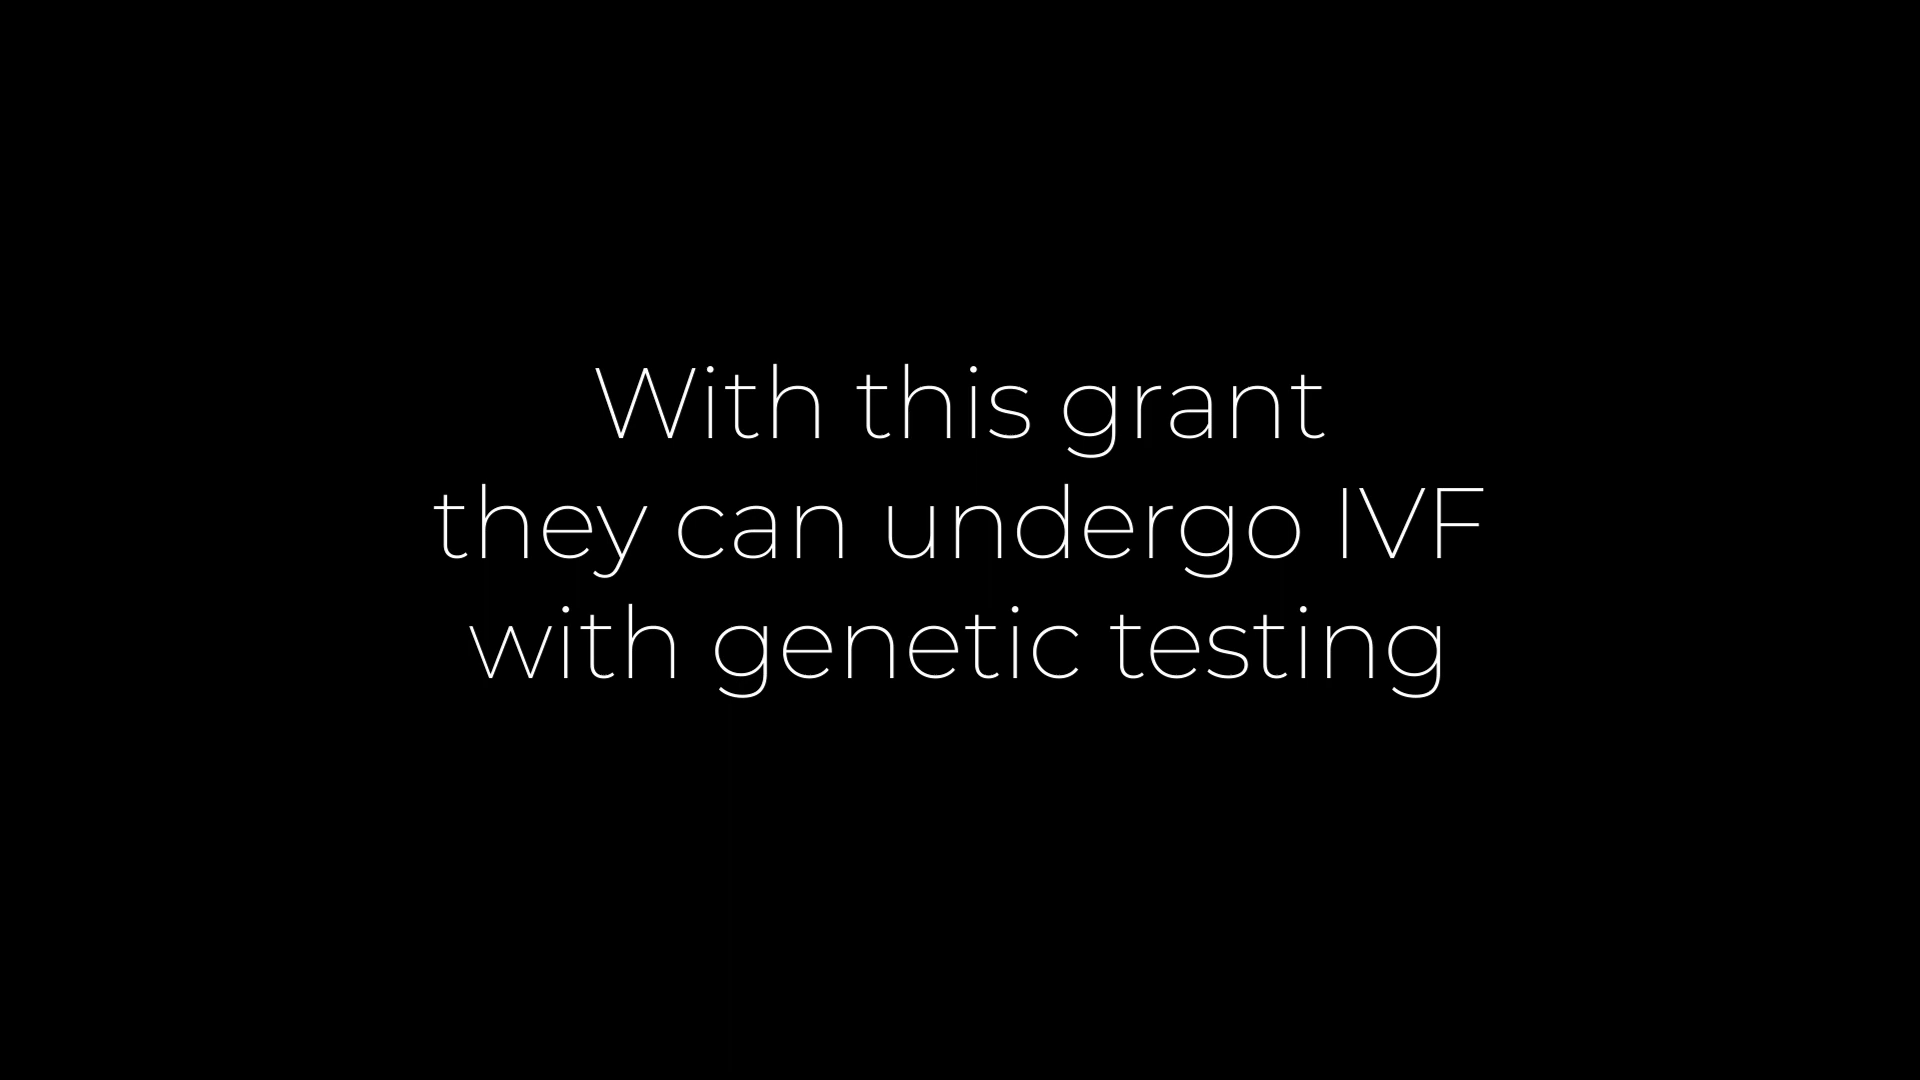 With this grant
they can undergo IVF
with genetic testing